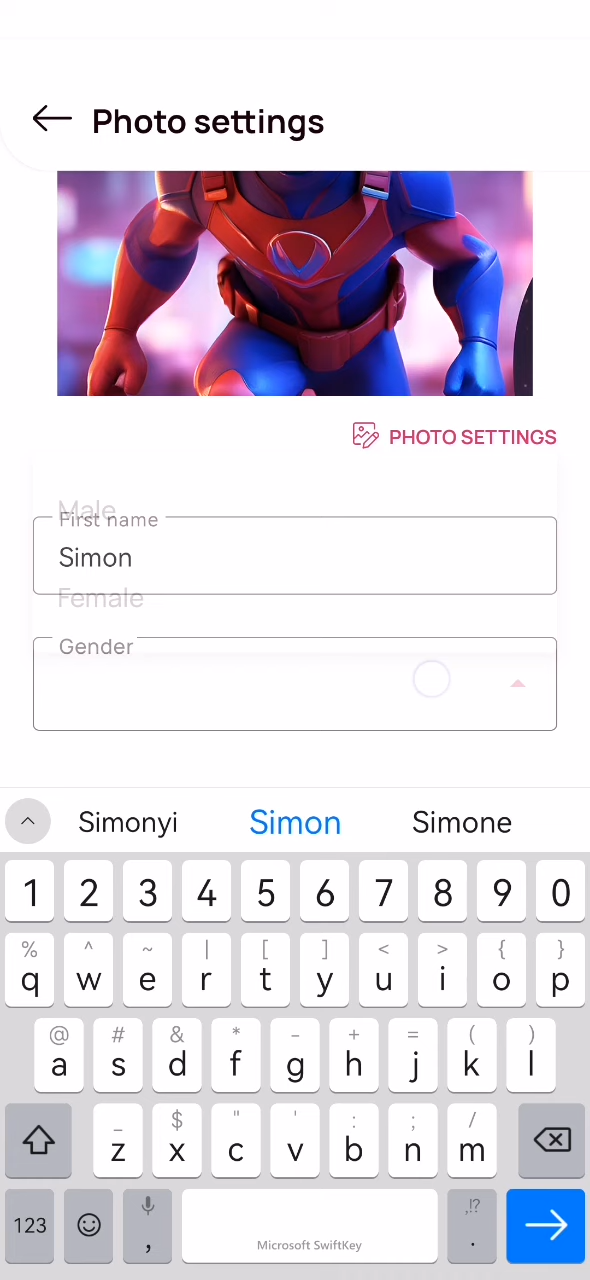 Photo settings
PHOTO SETTINGS
Male
First name
Simon
Female
Gender
Simonyi Simon Simone
1 2 3 4 5 6 7 8 9 0
% ^ ~ | [ ] < > { }
q w e r t y u i o p
@ # & * - + = ( )
a s d f g h j k l
_ $ " ' : ; /
z x c v b n m
123 , Microsoft SwiftKey ,!? .